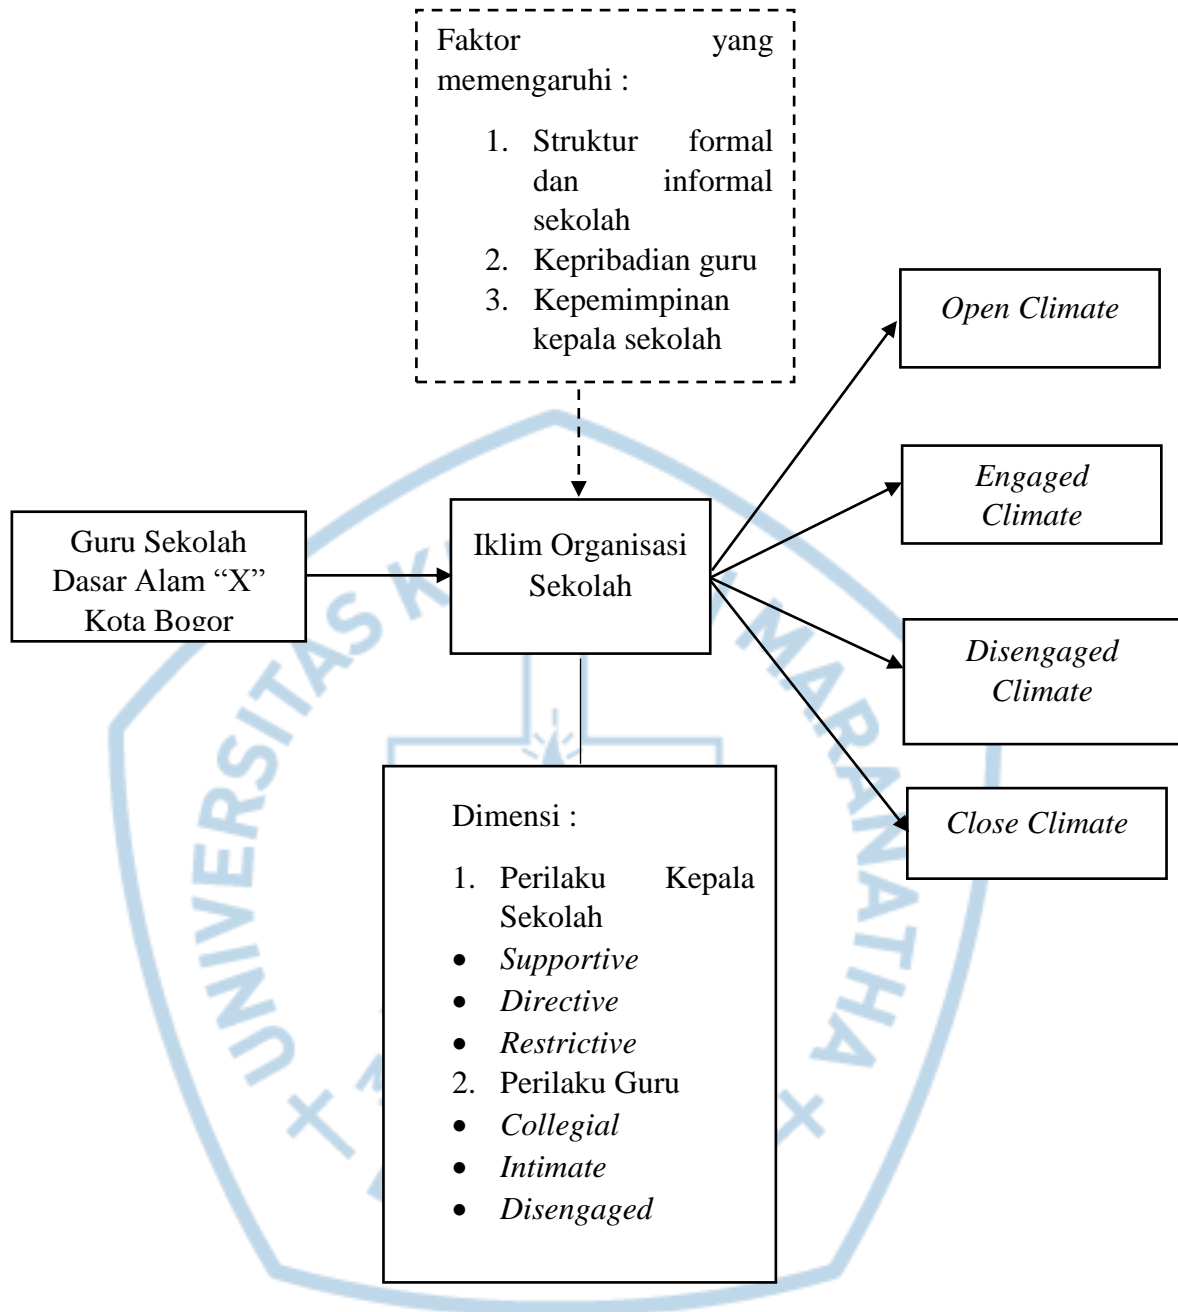 Faktor yang
memengaruhi :
1. Struktur formal
dan informal
sekolah
2. Kepribadian guru
3. Kepemimpinan
kepala sekolah
Open Climate
Engaged
Climate
Guru Sekolah
Dasar Alam “X”
Kota Bogor
Iklim Organisasi
Sekolah
Disengaged
Climate
Close Climate
Dimensi :
1. Perilaku Kepala
Sekolah
• Supportive
• Directive
• Restrictive
2. Perilaku Guru
• Collegial
• Intimate
• Disengaged
UNIVERSITAS K
MARANATHA